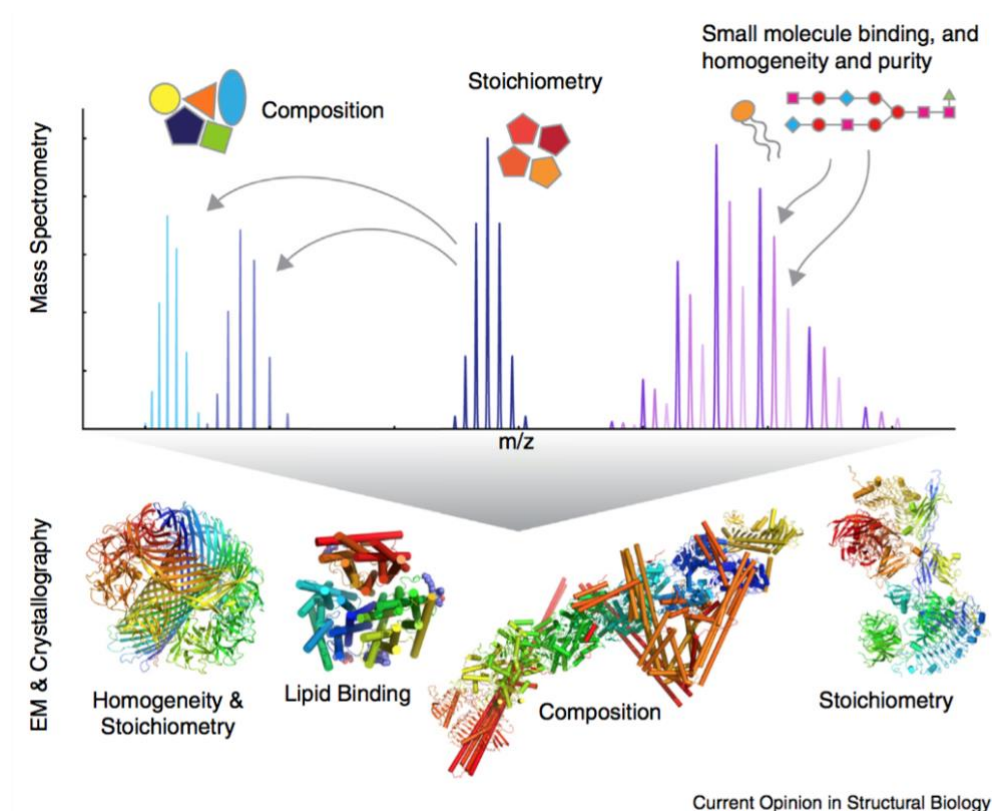 Small molecule binding, and
homogeneity and purity
Stoichiometry
Composition
Mass Spectrometry
m/z
EM & Crystallography
Homogeneity &
Stoichiometry
Lipid Binding
Composition
Stoichiometry
Current Opinion in Structural Biology